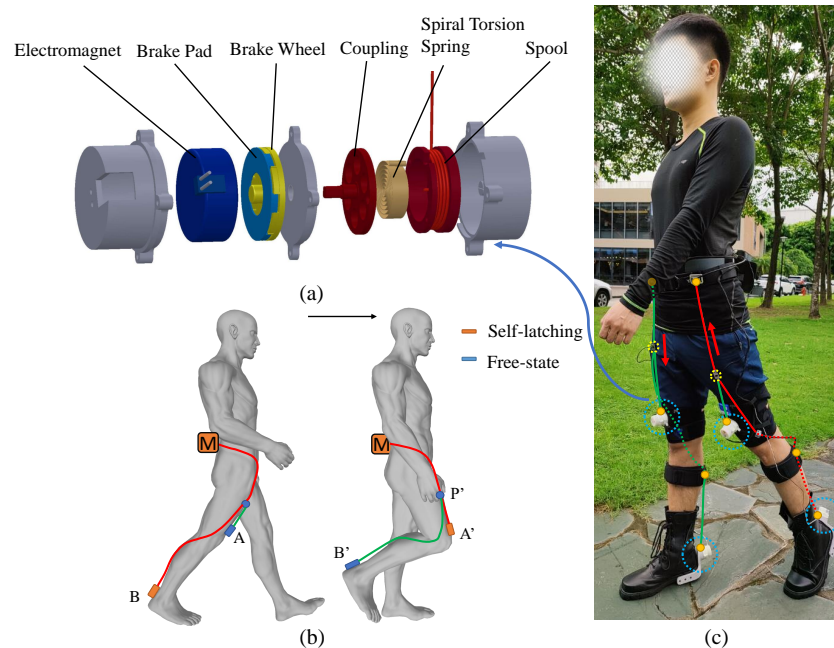 Electromagnet
Brake Pad
Brake Wheel
Coupling
Spiral Torsion
Spring
Spool
(a)
Self-latching
Free-state
M
M
A
B
P’
A’
B’
(b)
(c)